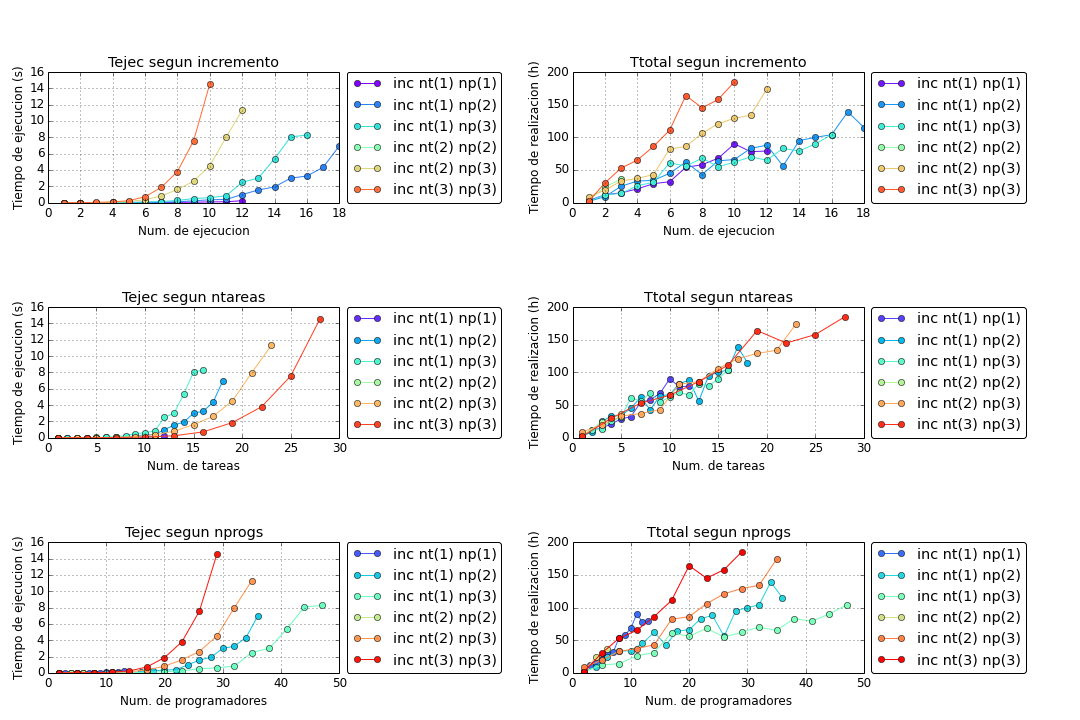 Tejec segun incremento
Tiempo de ejecucion (s)
16
14
12
10
8
6
4
2
0
0 2 4 6 8 10 12 14 16 18
Num. de ejecucion
inc nt(1) np(1)
inc nt(1) np(2)
inc nt(1) np(3)
inc nt(2) np(2)
inc nt(2) np(3)
inc nt(3) np(3)
Ttotal segun incremento
Tiempo de realizacion (h)
200
150
100
50
0
0 2 4 6 8 10 12 14 16 18
Num. de ejecucion
inc nt(1) np(1)
inc nt(1) np(2)
inc nt(1) np(3)
inc nt(2) np(2)
inc nt(2) np(3)
inc nt(3) np(3)
Tejec segun ntareas
Tiempo de ejecucion (s)
16
14
12
10
8
6
4
2
0
0 5 10 15 20 25 30
Num. de tareas
inc nt(1) np(1)
inc nt(1) np(2)
inc nt(1) np(3)
inc nt(2) np(2)
inc nt(2) np(3)
inc nt(3) np(3)
Ttotal segun ntareas
Tiempo de realizacion (h)
200
150
100
50
0
0 5 10 15 20 25 30
Num. de tareas
inc nt(1) np(1)
inc nt(1) np(2)
inc nt(1) np(3)
inc nt(2) np(2)
inc nt(2) np(3)
inc nt(3) np(3)
Tejec segun nprogs
Tiempo de ejecucion (s)
16
14
12
10
8
6
4
2
0
0 10 20 30 40 50
Num. de programadores
inc nt(1) np(1)
inc nt(1) np(2)
inc nt(1) np(3)
inc nt(2) np(2)
inc nt(2) np(3)
inc nt(3) np(3)
Ttotal segun nprogs
Tiempo de realizacion (h)
200
150
100
50
0
0 10 20 30 40 50
Num. de programadores
inc nt(1) np(1)
inc nt(1) np(2)
inc nt(1) np(3)
inc nt(2) np(2)
inc nt(2) np(3)
inc nt(3) np(3)